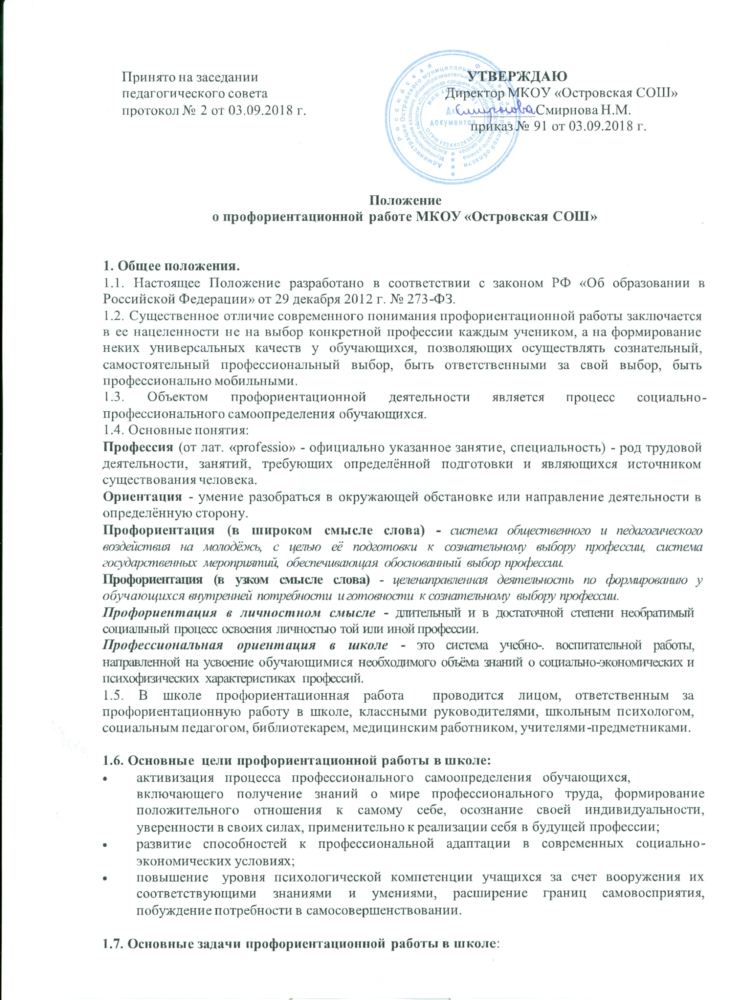 Принято на заседании
педагогического совета
протокол № 2 от 03.09.2018 г.
УТВЕРЖДАЮ
Директор МКОУ «Островская СОШ»
Смирнова Смирнова Н.М.
приказ № 91 от 03.09.2018 г.
Российская Федерация
Администрация Островского муниципального района Костромской области
Для
документов
Положение
о профориентационной работе МКОУ «Островская СОШ»
1. Общее положения.
1.1. Настоящее Положение разработано в соответствии с законом РФ «Об образовании в
Российской Федерации» от 29 декабря 2012 г. № 273-ФЗ.
1.2. Существенное отличие современного понимания профориентационной работы заключается
в ее нацеленности не на выбор конкретной профессии каждым учеником, а на формирование
неких универсальных качеств у обучающихся, позволяющих осуществлять сознательный,
самостоятельный профессиональный выбор, быть ответственными за свой выбор, быть
профессионально мобильными.
1.3. Объектом профориентационной деятельности является процесс социально-
профессионального самоопределения обучающихся.
1.4. Основные понятия:
Профессия (от лат. «professio» - официально указанное занятие, специальность) - род трудовой
деятельности, занятий, требующих определённой подготовки и являющихся источником
существования человека.
Ориентация - умение разобраться в окружающей обстановке или направление деятельности в
определённую сторону.
Профориентация (в широком смысле слова) - система общественного и педагогического
воздействия на молодёжь, с целью её подготовки к сознательному выбору профессии, система
государственных мероприятий, обеспечивающая обоснованный выбор профессии.
Профориентация (в узком смысле слова) - целенаправленная деятельность по формированию у
обучающихся внутренней потребности и готовности к сознательному выбору профессии.
Профориентация в личностном смысле - длительный и в достаточной степени необратимый
социальный процесс освоения личностью той или иной профессии.
Профессиональная ориентация в школе - это система учебно-. воспитательной работы,
направленной на усвоение обучающимися необходимого объёма знаний о социально-экономических и
психофизических характеристиках профессий.
1.5. В школе профориентационная работа проводится лицом, ответственным за
профориентационную работу в школе, классными руководителями, школьным психологом,
социальным педагогом, библиотекарем, медицинским работником, учителями-предметниками.
1.6. Основные цели профориентационной работы в школе:
• активизация процесса профессионального самоопределения обучающихся,
включающего получение знаний о мире профессионального труда, формирование
положительного отношения к самому себе, осознание своей индивидуальности,
уверенности в своих силах, применительно к реализации себя в будущей профессии;
• развитие способностей к профессиональной адаптации в современных социально-
экономических условиях;
• повышение уровня психологической компетенции учащихся за счет вооружения их
соответствующими знаниями и умениями, расширение границ самовосприятия,
побуждение потребности в самосовершенствовании.
1.7. Основные задачи профориентационной работы в школе: